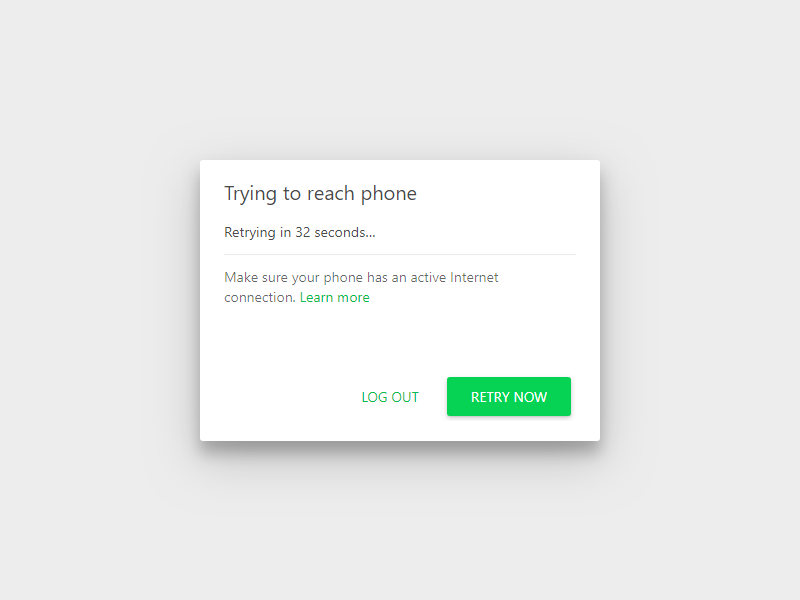 Trying to reach phone
Retrying in 32 seconds...
Make sure your phone has an active Internet
connection. Learn more
LOG OUT
RETRY NOW